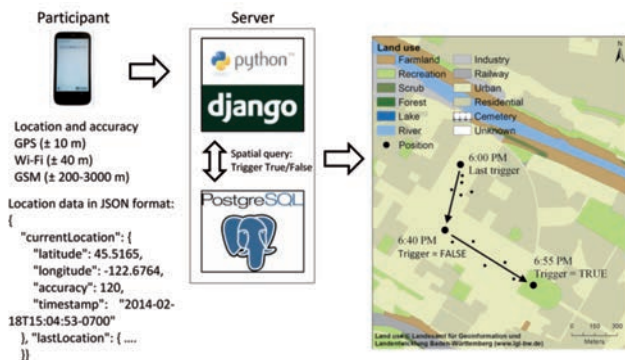 Participant
Location and accuracy
GPS (± 10 m)
Wi-Fi (± 40 m)
GSM (± 200-3000 m)
Location data in JSON format:
{
"currentLocation": {
"latitude": 45.5165,
"longitude": -122.6764,
"accuracy": 120,
"timestamp": "2014-02-
18T15:04:53-0700"
}, "lastLocation": { ....
}}
Server
python™
django
Spatial query:
Trigger True/False
PostgreSQL
Land use
Farmland
Recreation
Scrub
Forest
Lake
River
Position
Industry
Railway
Urban
Residential
Cemetery
Unknown
N
6:00 PM
Last trigger
6:40 PM
Trigger = FALSE
6:55 PM
Trigger = TRUE
0 75 150 300
Meters
Land use © Landesamt für Geoinformation und
Landentwicklung Baden-Württemberg (www.lgl-bw.de)